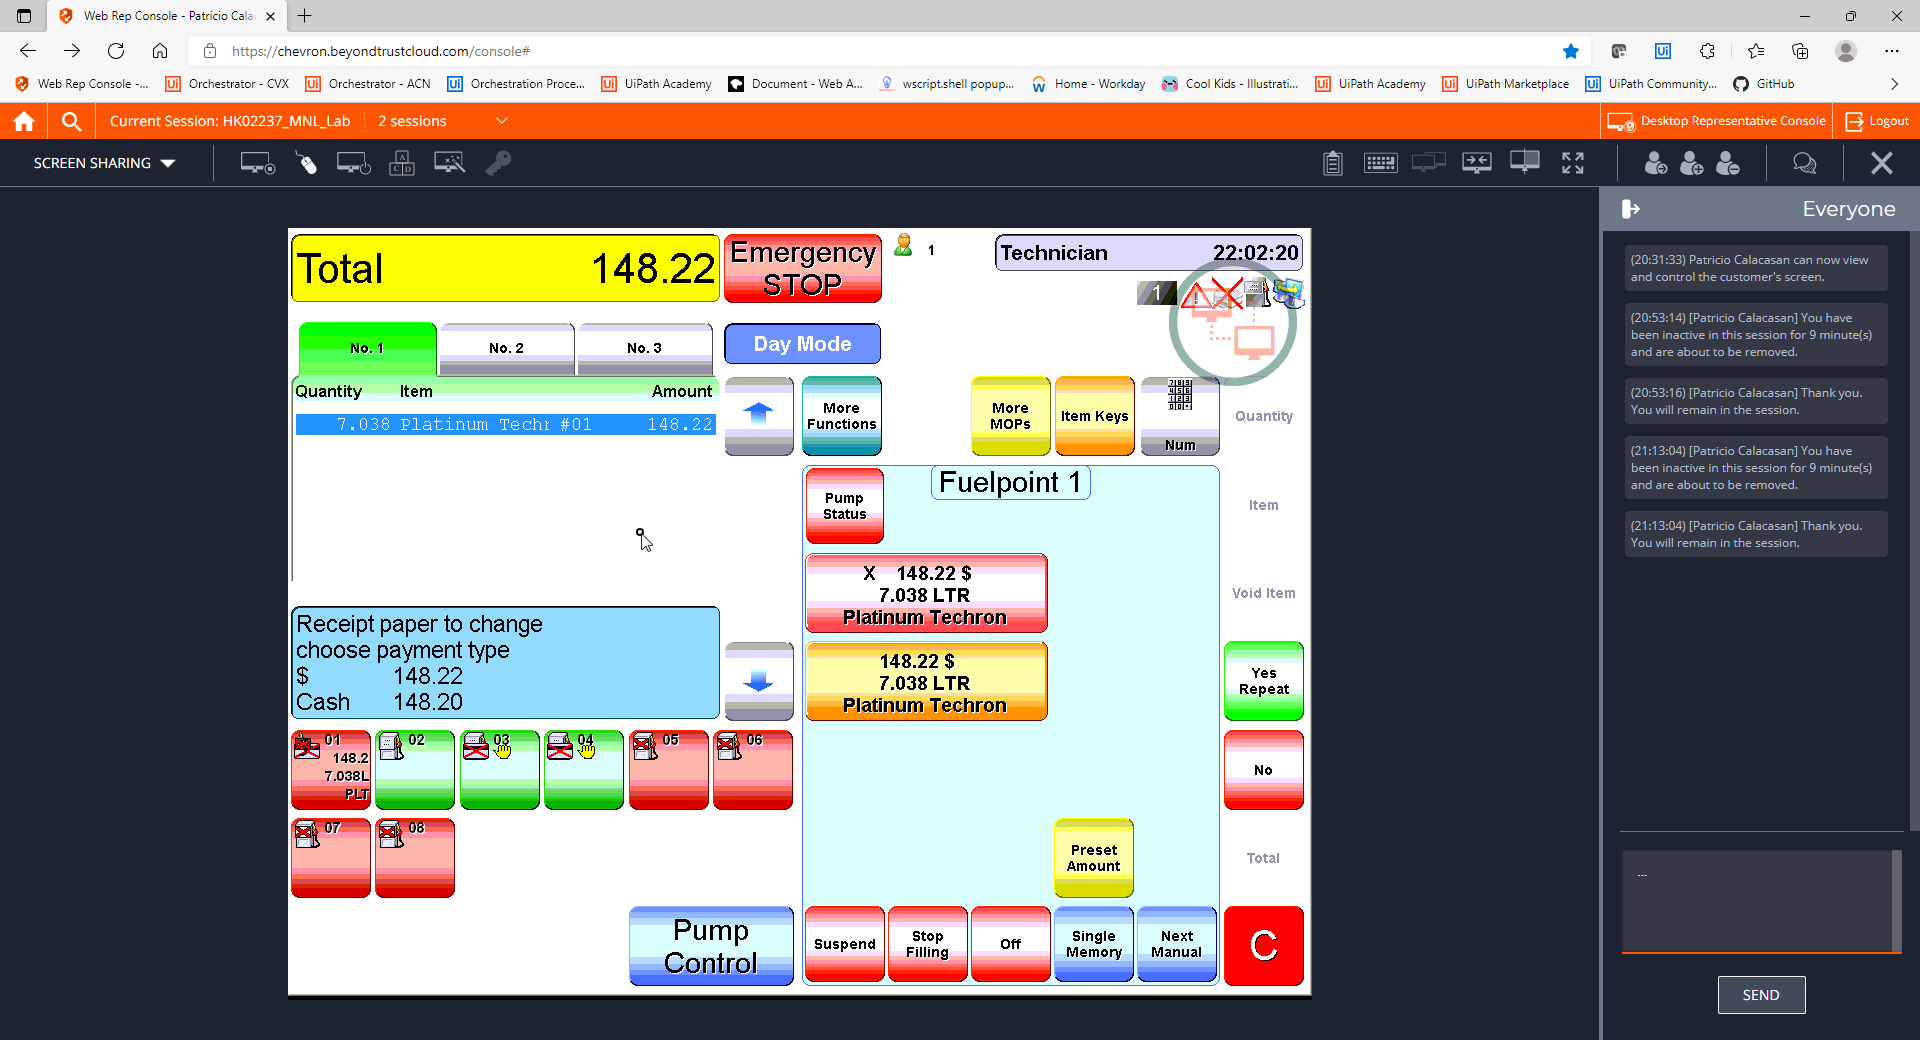 Web Rep Console - Patricio Cala
https://chevron.beyondtrustcloud.com/console#
Web Rep Console -...
Orchestrator - CVX
Orchestrator - ACN
Orchestration Proce...
UiPath Academy
Document - Web A...
wscript.shell popup...
Home - Workday
Cool Kids - Illustrati...
UiPath Academy
UiPath Marketplace
UiPath Community...
GitHub
Current Session: HK02237_MNL_Lab
2 sessions
Desktop Representative Console
Logout
SCREEN SHARING
Everyone
(20:31:33) Patricio Calacasan can now view
and control the customer's screen.
(20:53:14) [Patricio Calacasan] You have
been inactive in this session for 9 minute(s)
and are about to be removed.
(20:53:16) [Patricio Calacasan] Thank you.
You will remain in the session.
(21:13:04) [Patricio Calacasan] You have
been inactive in this session for 9 minute(s)
and are about to be removed.
(21:13:04) [Patricio Calacasan] Thank you.
You will remain in the session.
...
SEND
Total 148.22
Emergency
STOP
1
Technician 22:02:20
1
No. 1
No. 2
No. 3
Day Mode
Quantity Item Amount
7.038 Platinum Techr #01 148.22
More
Functions
More
MOPs
Item Keys
Num
Quantity
Fuelpoint 1
Pump
Status
Item
X 148.22 $
7.038 LTR
Platinum Techron
Void Item
Receipt paper to change
choose payment type
$ 148.22
Cash 148.20
148.22 $
7.038 LTR
Platinum Techron
Yes
Repeat
01
148.2
7.038L
PLT
02
03
04
05
06
No
07
08
Preset
Amount
Total
Pump
Control
Suspend
Stop
Filling
Off
Single
Memory
Next
Manual
C